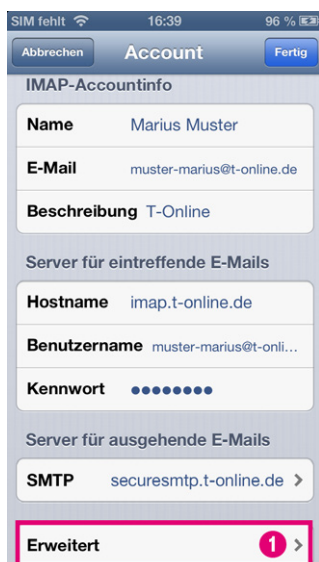 SIM fehlt 16:39 96 %
Abbrechen Account Fertig
IMAP-Accountinfo
Name Marius Muster
E-Mail muster-marius@t-online.de
Beschreibung T-Online
Server für eintreffende E-Mails
Hostname imap.t-online.de
Benutzername muster-marius@t-onli...
Kennwort ●●●●●●●●
Server für ausgehende E-Mails
SMTP securesmtp.t-online.de >
Erweitert 1 >